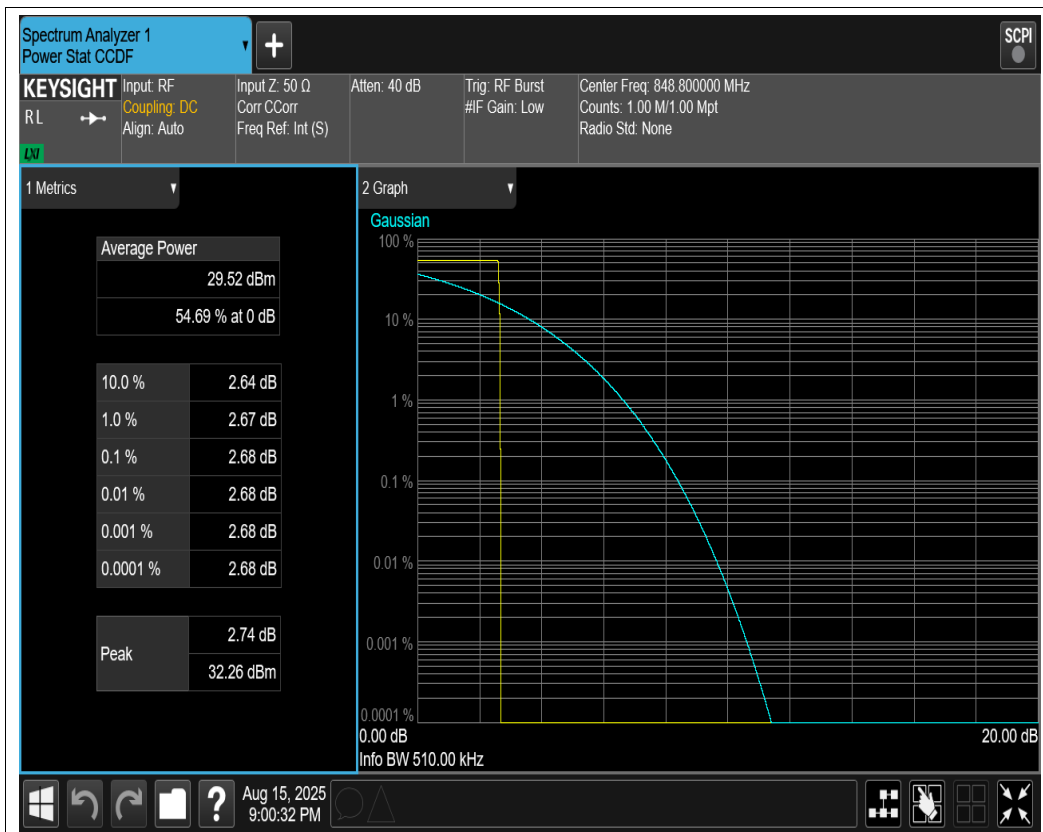 Spectrum Analyzer 1
Power Stat CCDF
▼
+
SCPI
KEYSIGHT
RL
LXI
Input: RF
Coupling: DC
Align: Auto
Input Z: 50 Ω
Corr CCorr
Freq Ref: Int (S)
Atten: 40 dB
Trig: RF Burst
#IF Gain: Low
Center Freq: 848.800000 MHz
Counts: 1.00 M/1.00 Mpt
Radio Std: None
1 Metrics ▼
Average Power
29.52 dBm
54.69 % at 0 dB
10.0 % 2.64 dB
1.0 % 2.67 dB
0.1 % 2.68 dB
0.01 % 2.68 dB
0.001 % 2.68 dB
0.0001 % 2.68 dB
Peak
2.74 dB
32.26 dBm
2 Graph ▼
Gaussian
100 %
10 %
1 %
0.1 %
0.01 %
0.001 %
0.0001 %
0.00 dB 20.00 dB
Info BW 510.00 kHz
?
Aug 15, 2025
9:00:32 PM